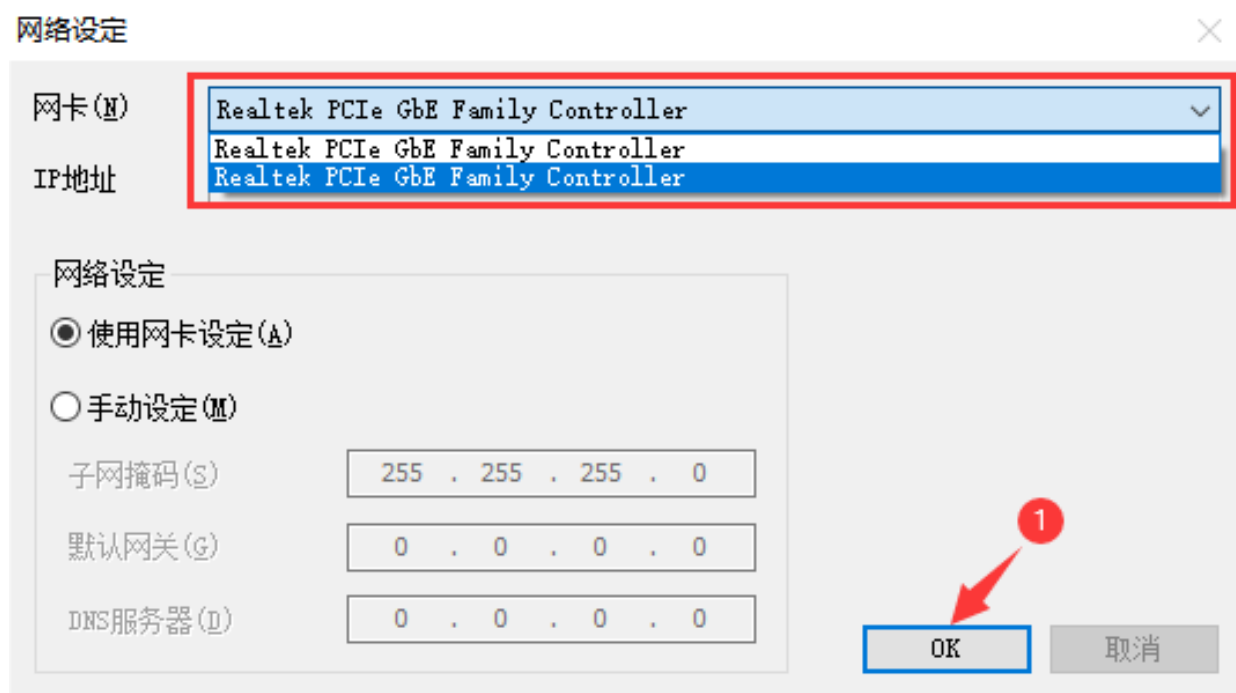 网络设定
网卡(N)
Realtek PCIe GbE Family Controller
Realtek PCIe GbE Family Controller
Realtek PCIe GbE Family Controller
IP地址
网络设定
使用网卡设定(A)
手动设定(M)
子网掩码(S) 255 . 255 . 255 . 0
默认网关(G) 0 . 0 . 0 . 0
DNS服务器(D) 0 . 0 . 0 . 0
1
OK 取消